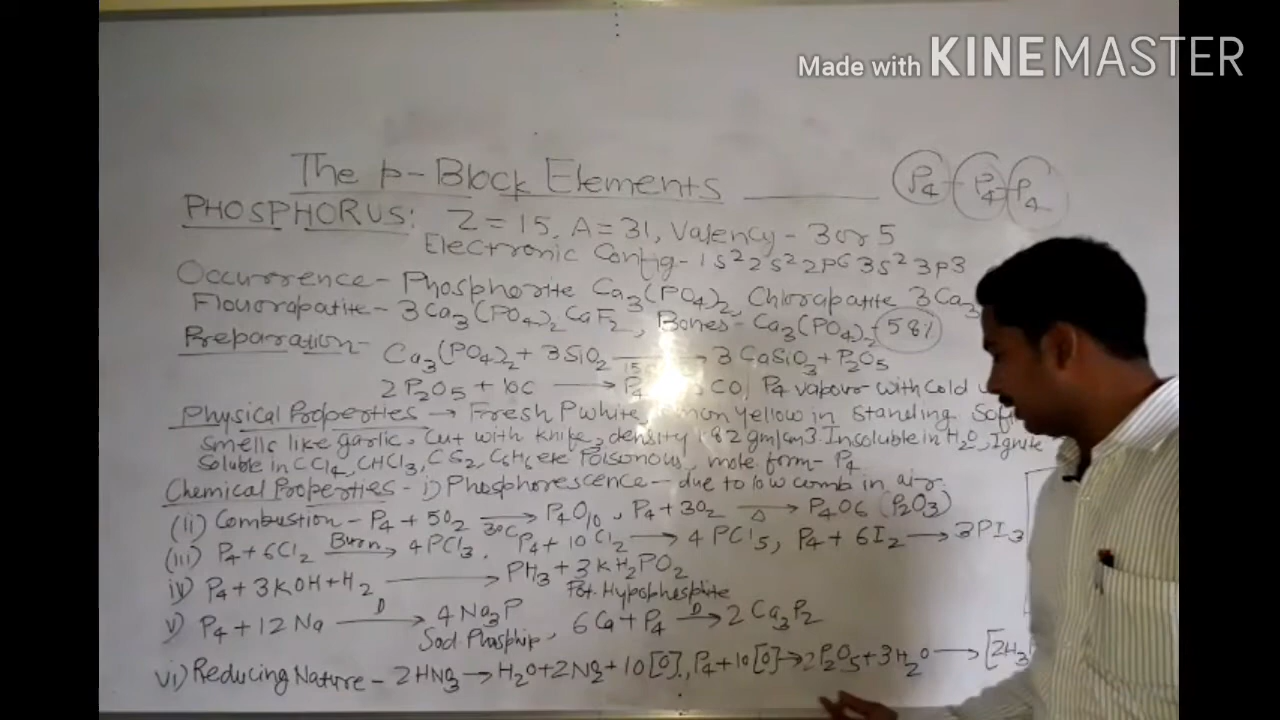 Made with KINEMASTER
The p-Block Elements
P4 - P4 - P4
PHOSPHORUS: Z = 15, A = 31, Valency - 3 or 5
Electronic Config - 1s² 2s² 2p6 3s² 3p3
Occurrence - Phosphorite Ca3(PO4)2, Chlorapatite 3Ca3
Flourapatite - 3Ca3(PO4)2 CaF2, Bones - Ca3(PO4)2 - 58%
Preparation - Ca3(PO4)2 + 3SiO2 → 3CaSiO3 + P2O5
2P2O5 + 10C → P4 CO, P4 vapour - with Cold
Physical Properties → Fresh P white, Yellow in Standing
Smells like garlic, Cut with knife, density 1.82 gm/cm3. Insoluble in H2O, Ignite
Soluble in CCl4, CHCl3, CS2, C6H6 etc Poisonous, mole. form - P4
Chemical Properties - i) Phosphorescence - due to low comb in air.
(ii) Combustion - P4 + 5O2 →30°C P4O10, P4 + 3O2 →Δ P4O6 (P2O3)
(iii) P4 + 6Cl2 →Burn 4PCl3, P4 + 10Cl2 → 4PCl5, P4 + 6I2 → 3PI3
iv) P4 + 3KOH + H2 → PH3 + 3KH2PO2
Pot. Hypophosphite
v) P4 + 12Na →D 4Na3P, 6Ca + P4 →D 2Ca3P2
Sod Phosphip
vi) Reducing Nature - 2HNO3 → H2O + 2NO2 + 10[O], P4 + 10[O] → 2P2O5 + 3H2O → [2H3